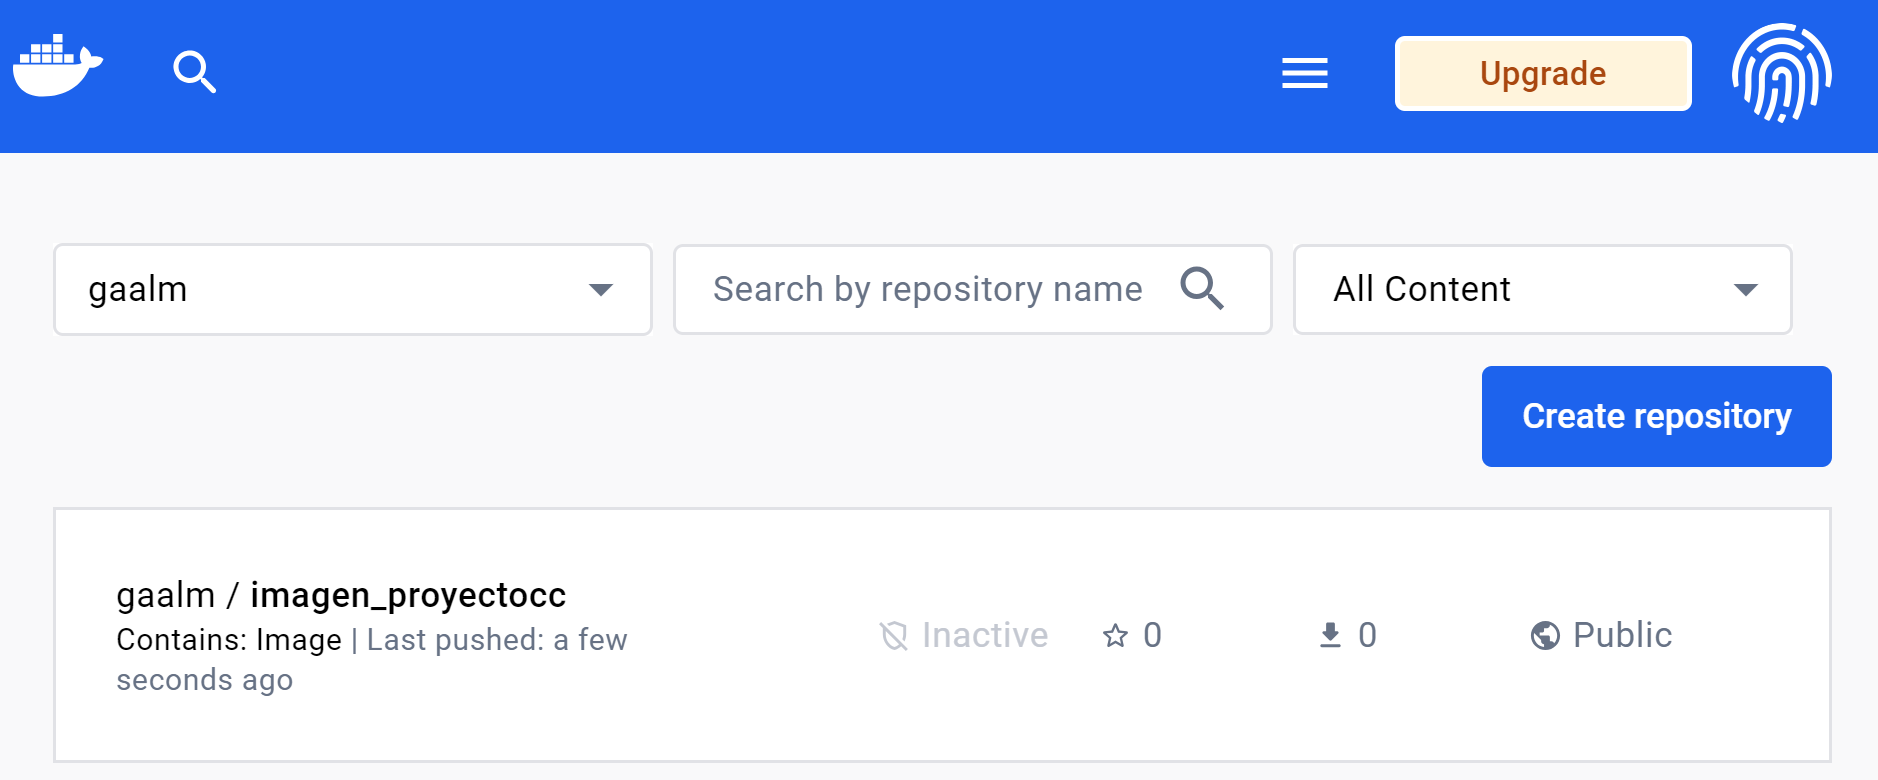 Upgrade
gaalm
Search by repository name
All Content
Create repository
gaalm / imagen_proyectocc
Contains: Image | Last pushed: a few
seconds ago
Inactive
0
0
Public